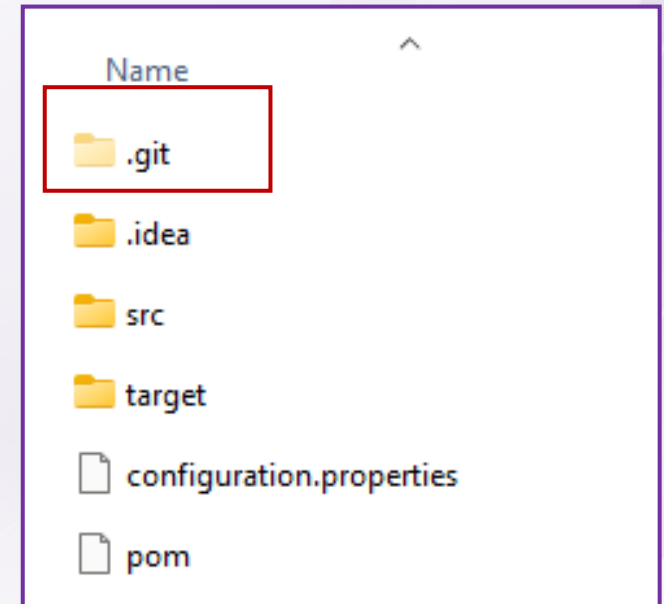 Name
.git
.idea
src
target
configuration.properties
pom